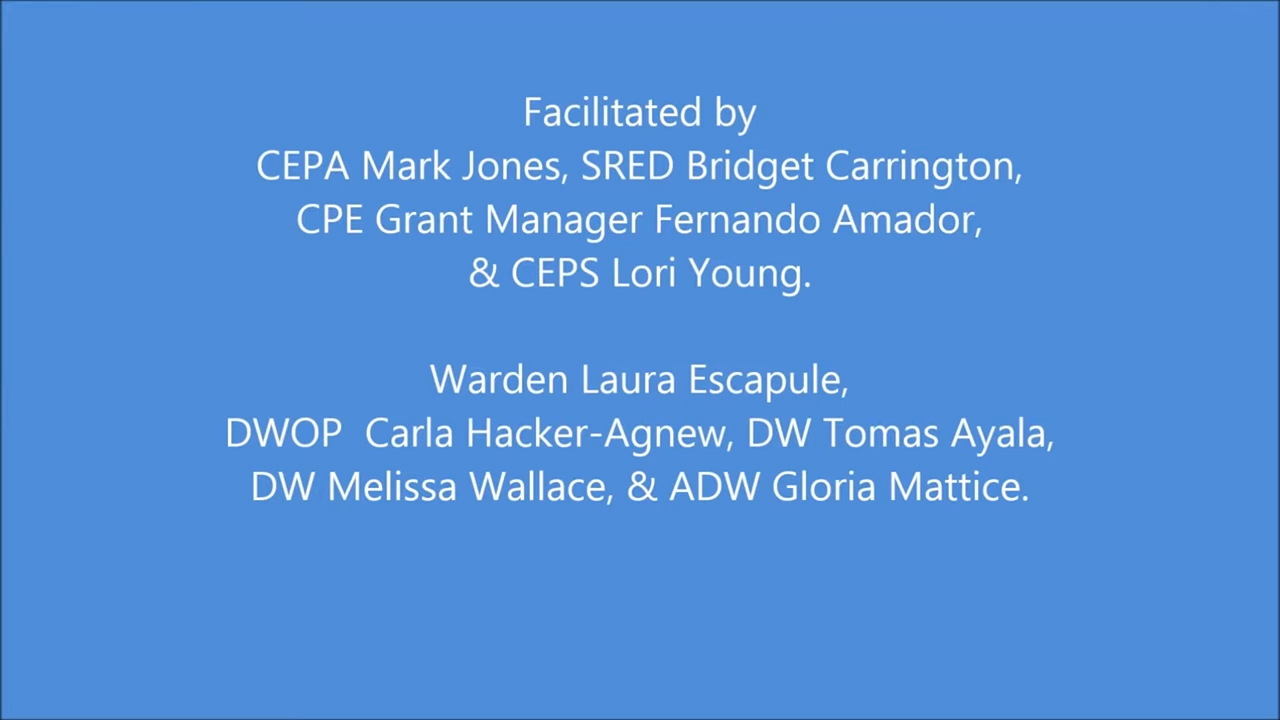 Facilitated by
CEPA Mark Jones, SRED Bridget Carrington,
CPE Grant Manager Fernando Amador,
& CEPS Lori Young.
Warden Laura Escapule,
DWOP  Carla Hacker-Agnew, DW Tomas Ayala,
DW Melissa Wallace, & ADW Gloria Mattice.